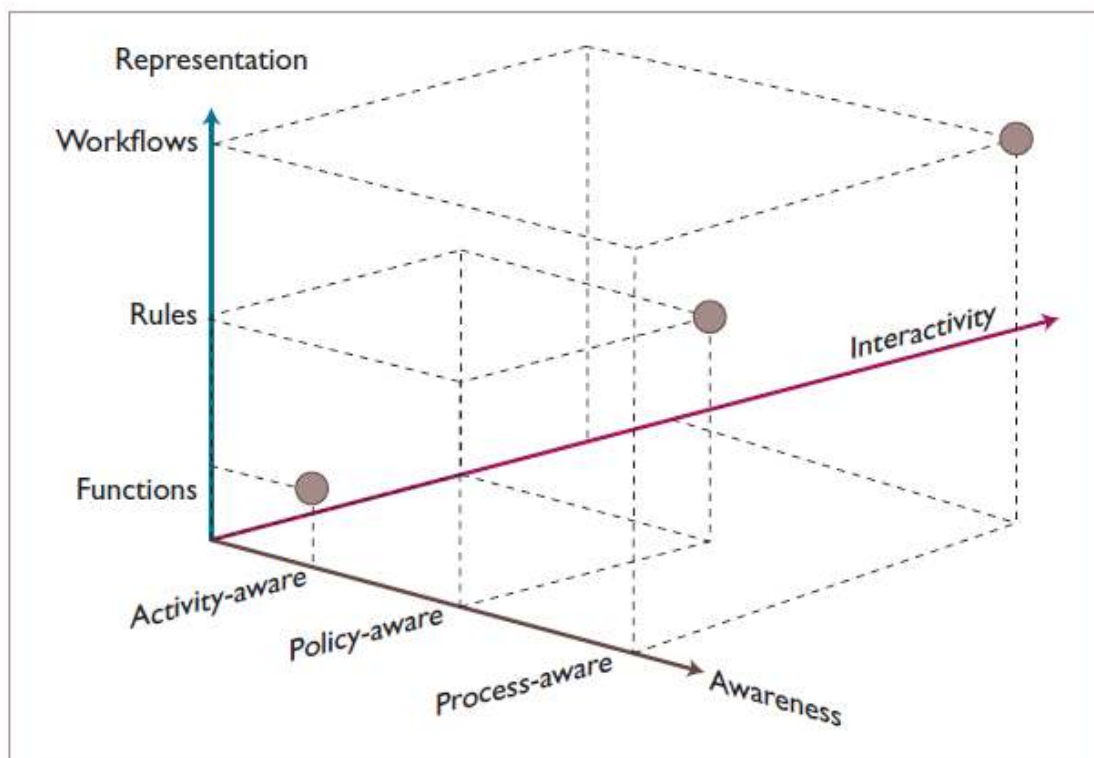 Representation
Workflows
Rules
Interactivity
Functions
Activity-aware
Policy-aware
Process-aware
Awareness